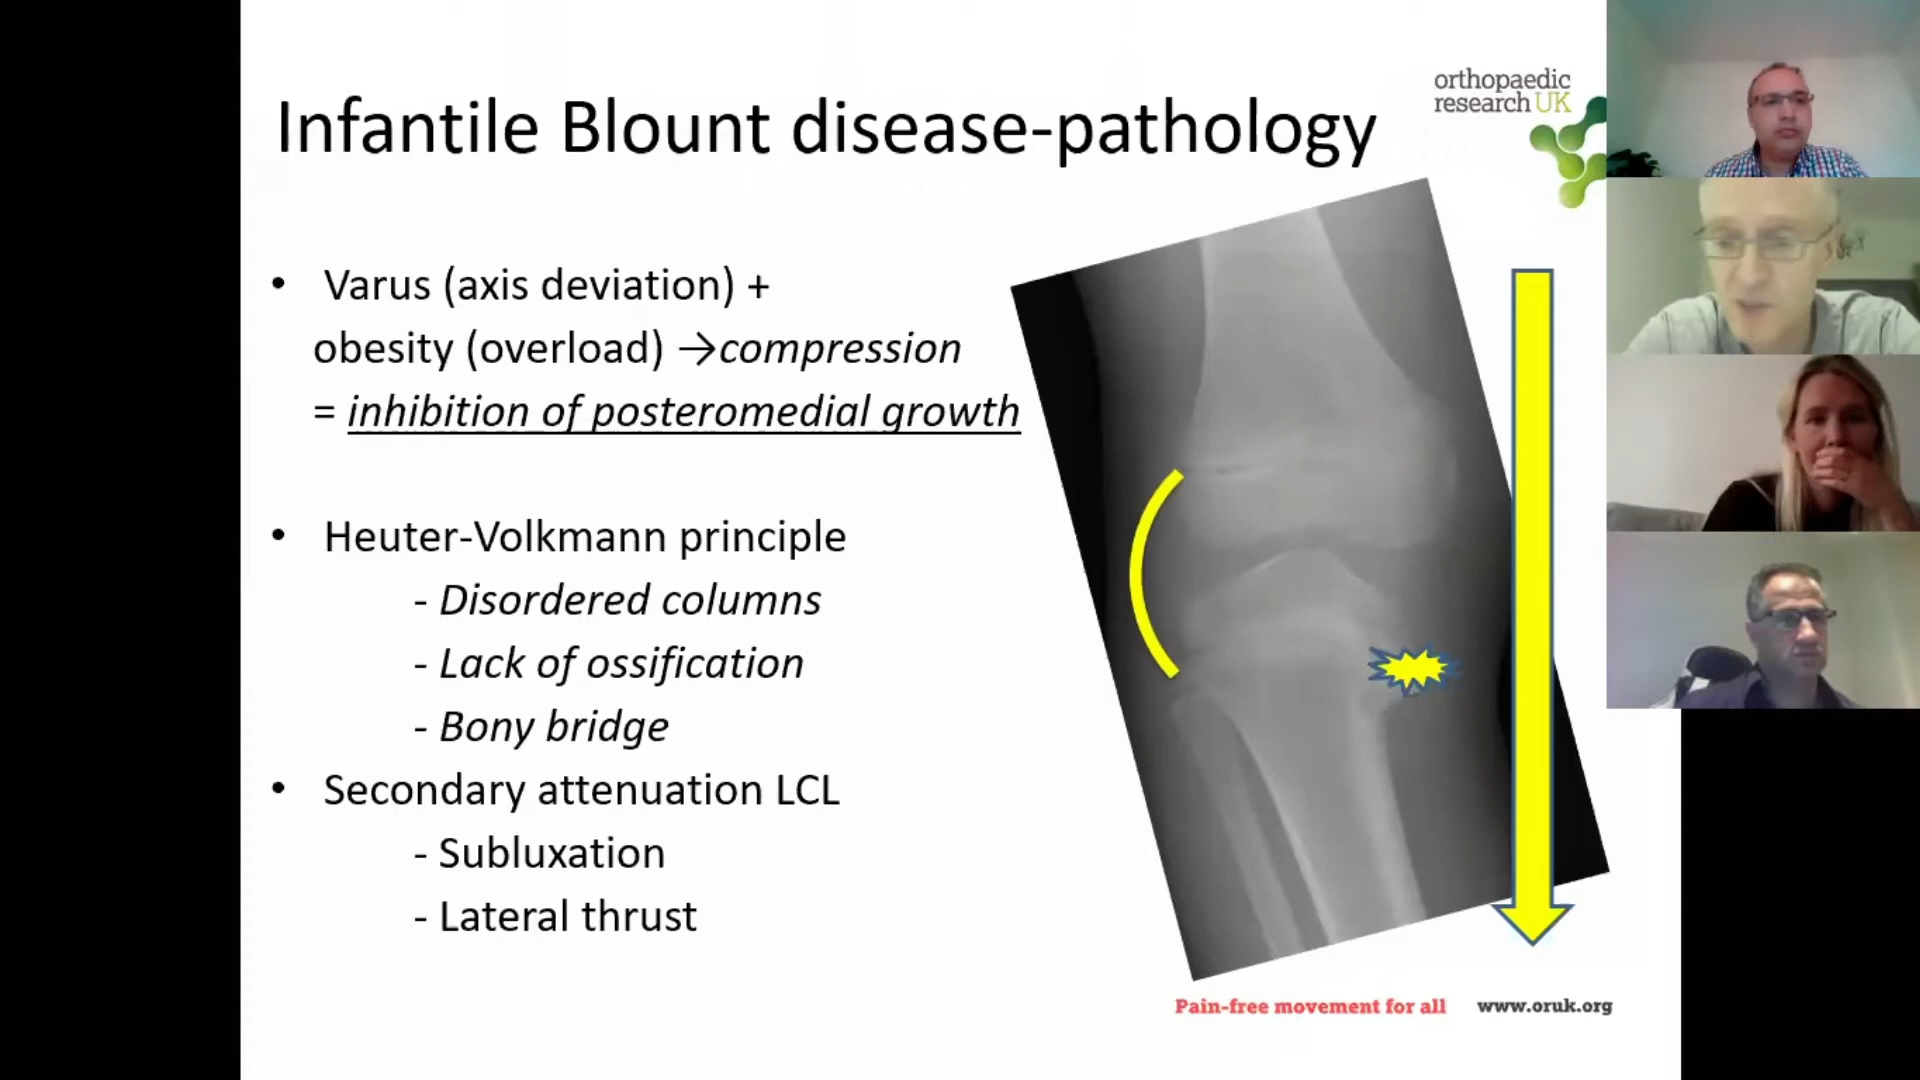 orthopaedic
research UK
Infantile Blount disease-pathology
• Varus (axis deviation) +
obesity (overload) →compression
= inhibition of posteromedial growth
• Heuter-Volkmann principle
- Disordered columns
- Lack of ossification
- Bony bridge
• Secondary attenuation LCL
- Subluxation
- Lateral thrust
Pain-free movement for all www.oruk.org